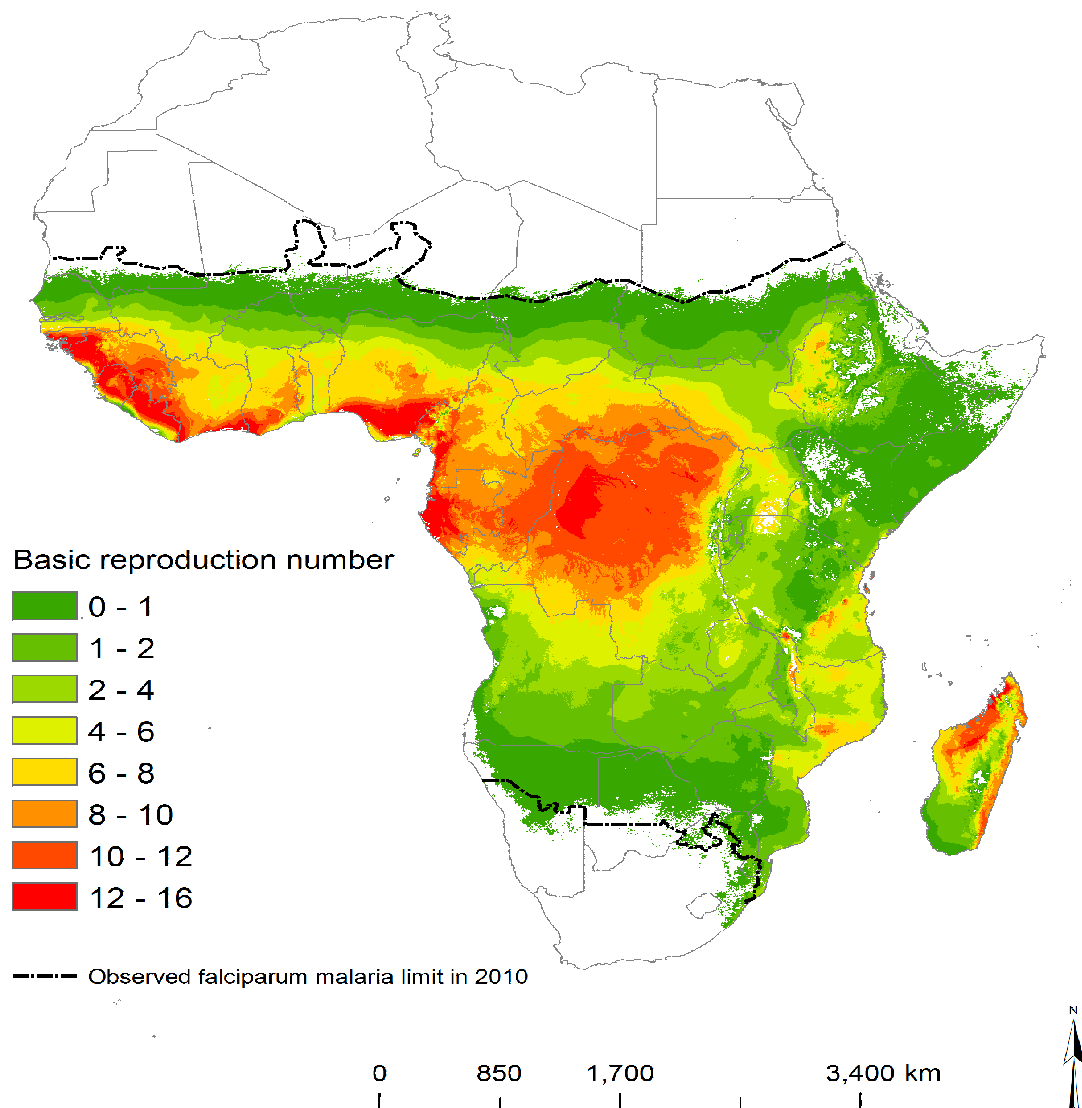 Basic reproduction number
0 - 1
1 - 2
2 - 4
4 - 6
6 - 8
8 - 10
10 - 12
12 - 16
Observed falciparum malaria limit in 2010
N
0 850 1,700 3,400 km